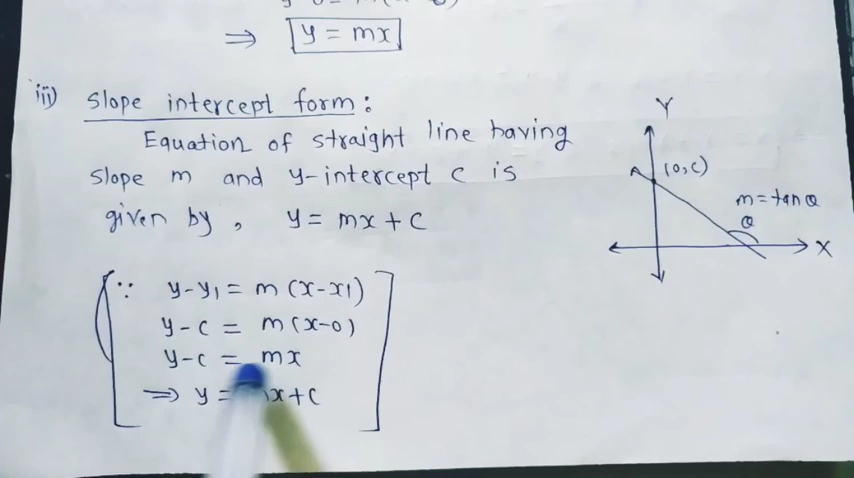 ⇒ y = mx
iii) Slope intercept form:
Equation of straight line having
slope m and y-intercept c is
given by, y = mx + c
∵ y-y₁ = m(x-x1)
y-c = m(x-0)
y-c = mx
⇒ y = mx+c
Y
(0,c)
m=tanθ
θ
X